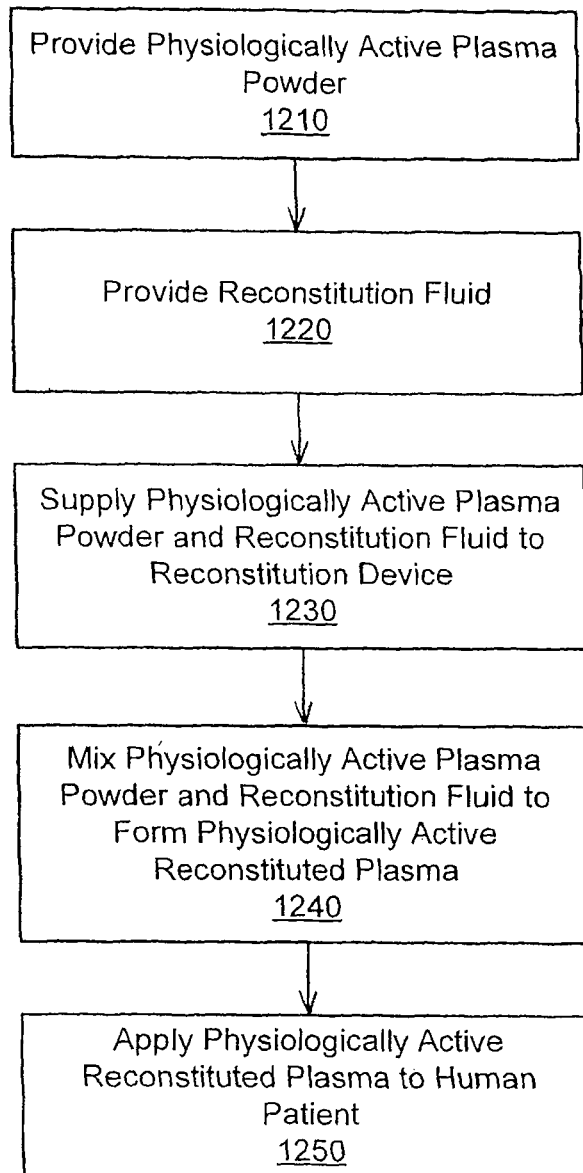 Provide Physiologically Active Plasma
Powder
1210
Provide Reconstitution Fluid
1220
Supply Physiologically Active Plasma
Powder and Reconstitution Fluid to
Reconstitution Device
1230
Mix Physiologically Active Plasma
Powder and Reconstitution Fluid to
Form Physiologically Active
Reconstituted Plasma
1240
Apply Physiologically Active
Reconstituted Plasma to Human
Patient
1250